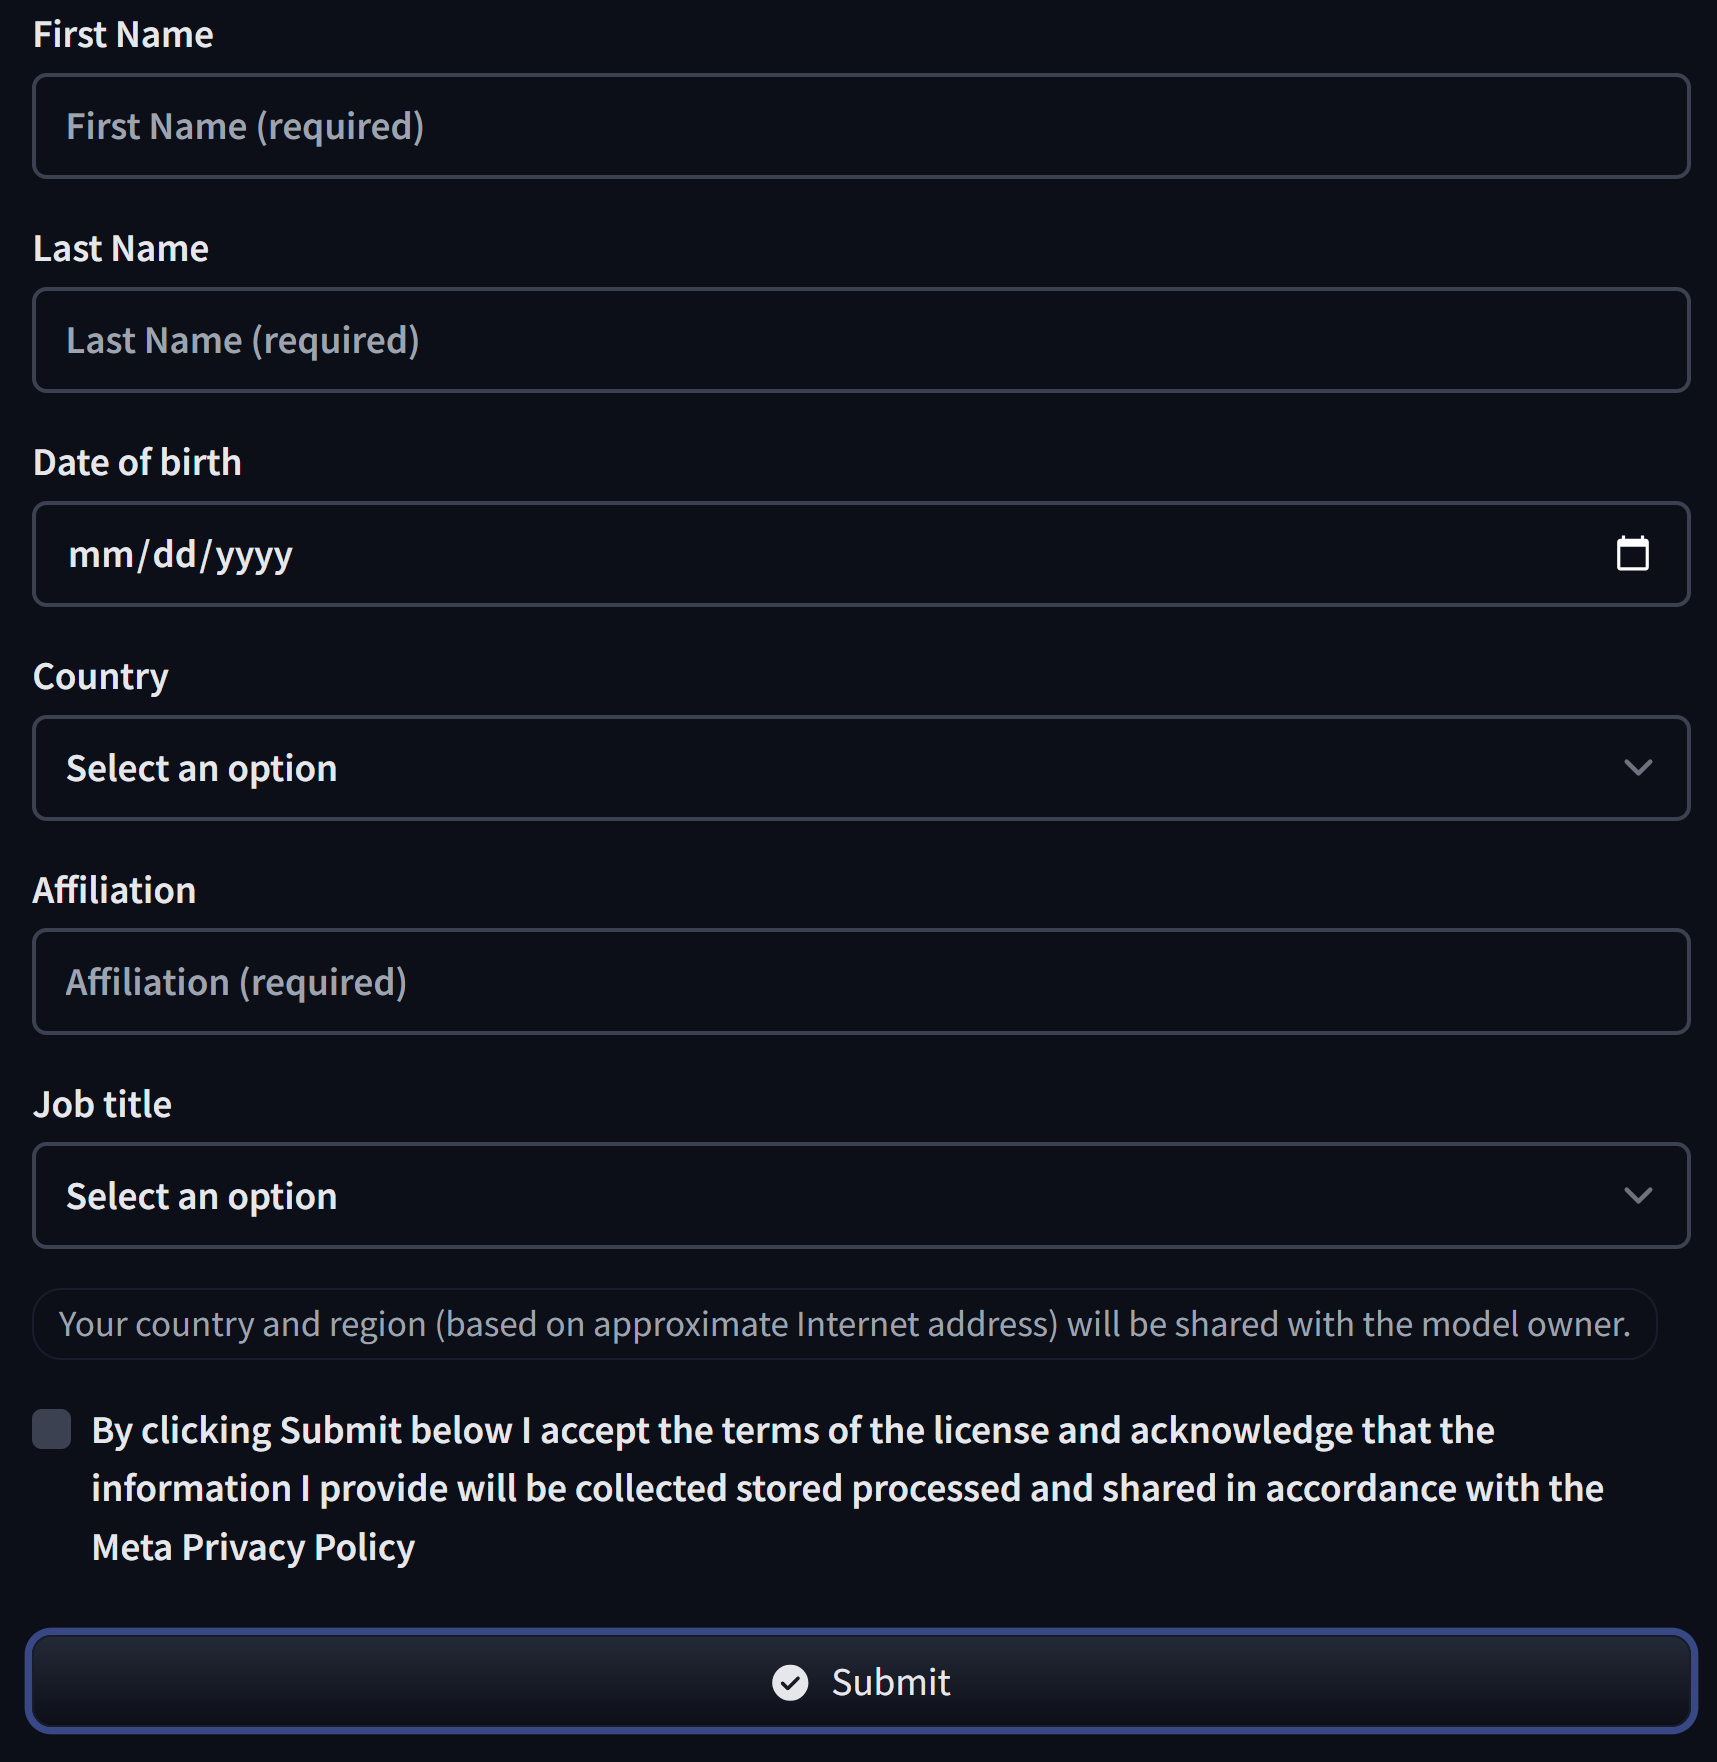 First Name
First Name (required)
Last Name
Last Name (required)
Date of birth
mm/dd/yyyy
Country
Select an option
Affiliation
Affiliation (required)
Job title
Select an option
Your country and region (based on approximate Internet address) will be shared with the model owner.
By clicking Submit below I accept the terms of the license and acknowledge that the
information I provide will be collected stored processed and shared in accordance with the
Meta Privacy Policy
Submit